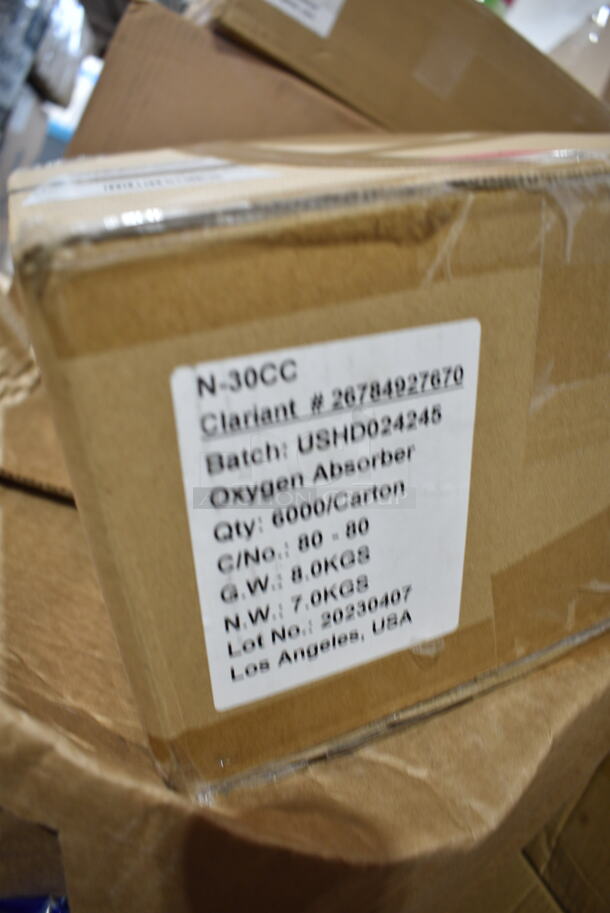 N-30CC
Clariant # 26784927670
Batch: USHD024245
Oxygen Absorber
Qty: 6000/Carton
C/No.: 80 - 80
G.W.: 8.0KGS
N.W.: 7.0KGS
Lot No.: 20230407
Los Angeles, USA